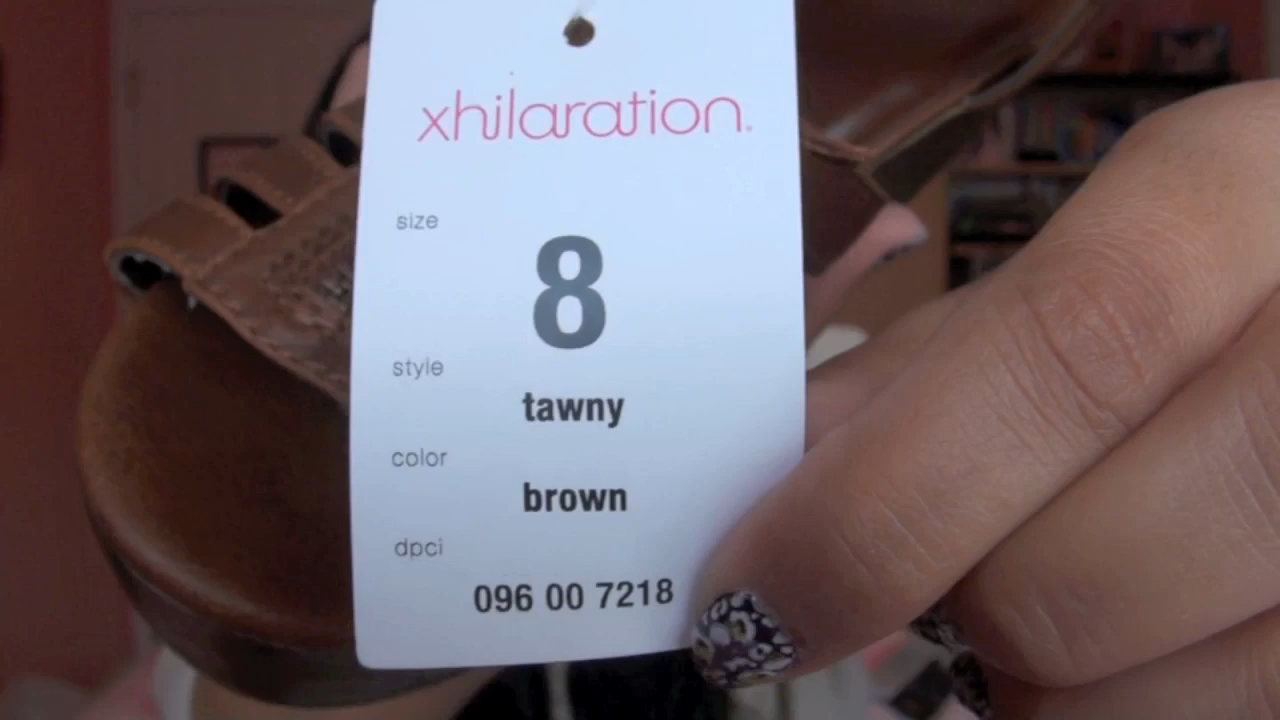 xhilaration.
size
8
style
tawny
color
brown
dpci
096 00 7218